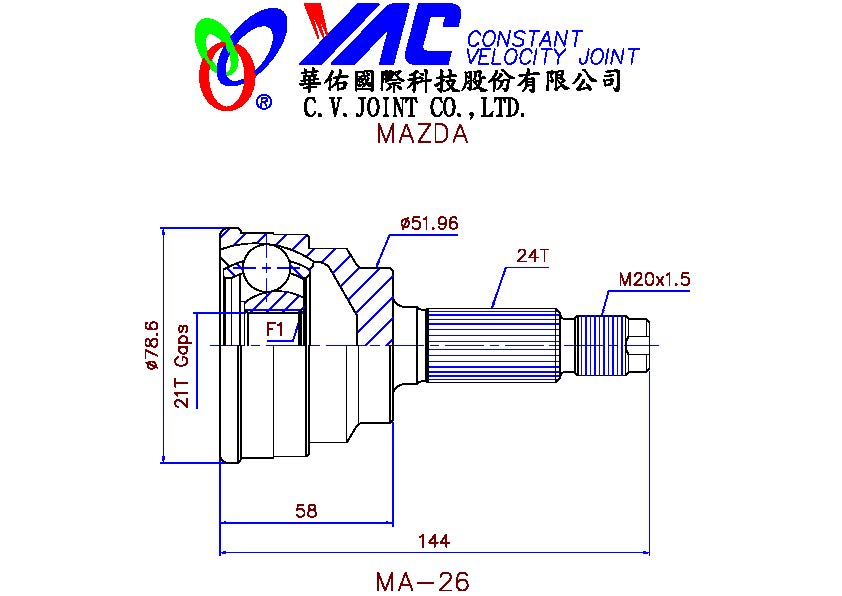 YAC CONSTANT
VELOCITY JOINT
®
華佑國際科技股份有限公司
C.V.JOINT CO.,LTD.
MAZDA
ø51.96
24T
M20x1.5
F1
ø78.6
21T Gaps
58
144
MA-26